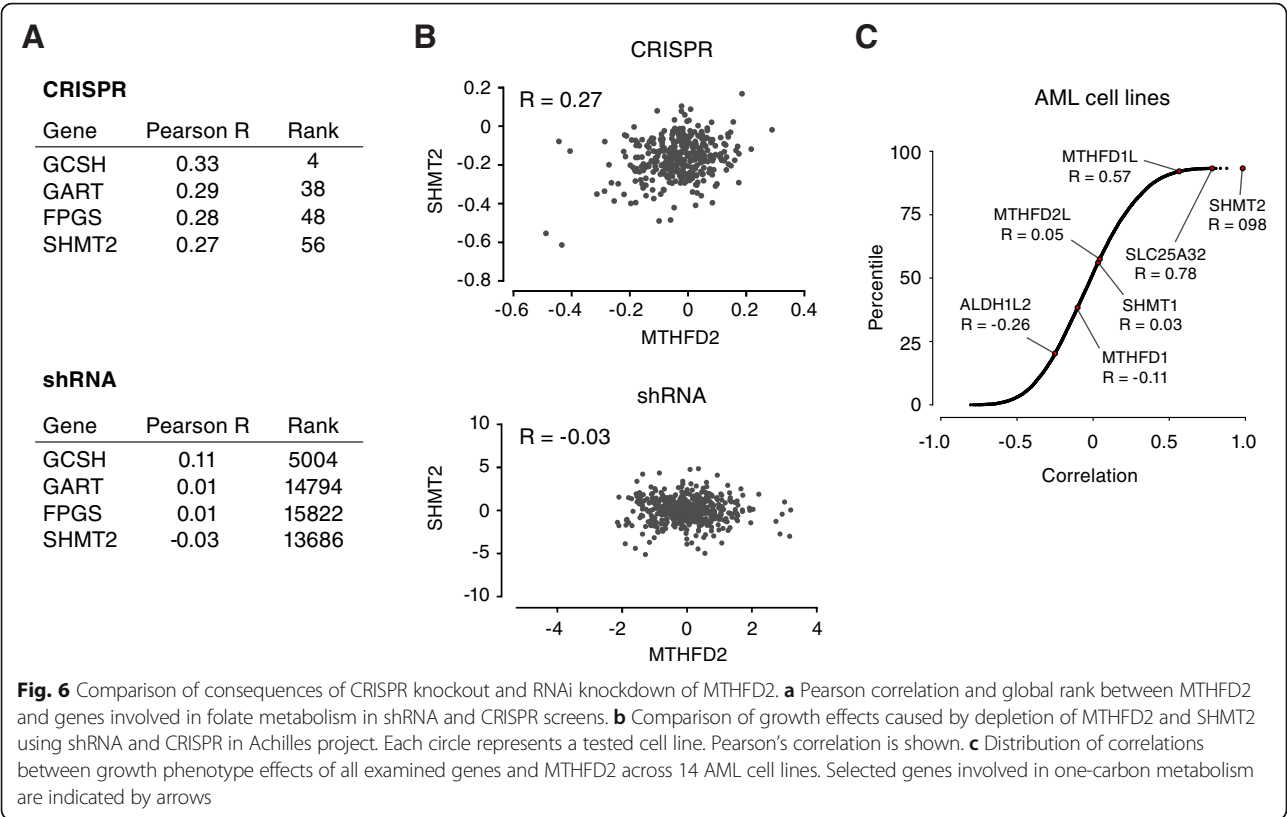 A
CRISPR
Gene Pearson R Rank
GCSH 0.33 4
GART 0.29 38
FPGS 0.28 48
SHMT2 0.27 56
shRNA
Gene Pearson R Rank
GCSH 0.11 5004
GART 0.01 14794
FPGS 0.01 15822
SHMT2 -0.03 13686
B
CRISPR
R = 0.27
SHMT2
0.2
0
-0.2
-0.4
-0.6
-0.8
-0.6 -0.4 -0.2 0 0.2 0.4
MTHFD2
shRNA
R = -0.03
SHMT2
10
5
0
-5
-10
-4 -2 0 2 4
MTHFD2
C
AML cell lines
Percentile
100
75
50
25
0
MTHFD1L
R = 0.57
MTHFD2L
R = 0.05
SHMT2
R = 098
SLC25A32
R = 0.78
ALDH1L2
R = -0.26
SHMT1
R = 0.03
MTHFD1
R = -0.11
-1.0 -0.5 0 0.5 1.0
Correlation
Fig. 6 Comparison of consequences of CRISPR knockout and RNAi knockdown of MTHFD2. a Pearson correlation and global rank between MTHFD2
and genes involved in folate metabolism in shRNA and CRISPR screens. b Comparison of growth effects caused by depletion of MTHFD2 and SHMT2
using shRNA and CRISPR in Achilles project. Each circle represents a tested cell line. Pearson's correlation is shown. c Distribution of correlations
between growth phenotype effects of all examined genes and MTHFD2 across 14 AML cell lines. Selected genes involved in one-carbon metabolism
are indicated by arrows